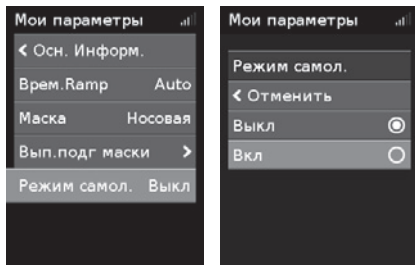 Мои параметры
< Осн. Информ.
Врем.Ramp Auto
Маска Носовая
Вып.подг маски >
Режим самол. Выкл
Мои параметры
Режим самол.
< Отменить
Выкл
Вкл